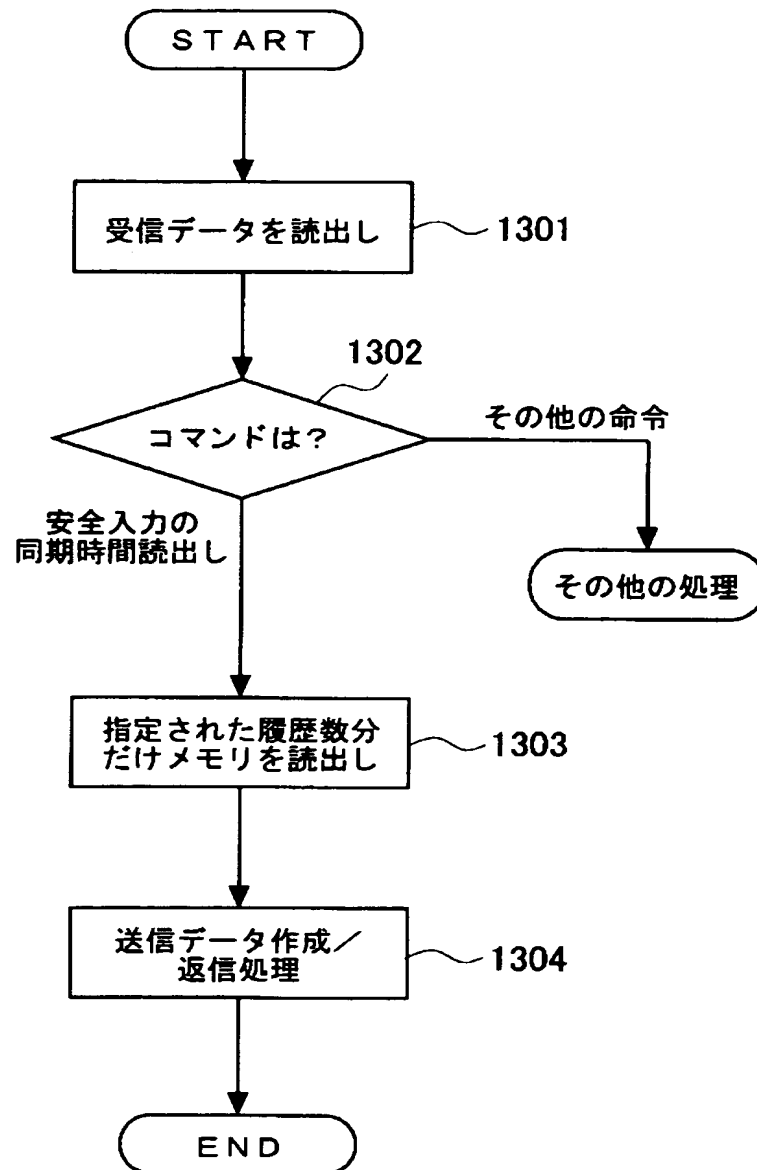 START
受信データを読出し
1301
1302
コマンドは?
その他の命令
安全入力の
同期時間読出し
その他の処理
指定された履歴数分
だけメモリを読出し
1303
送信データ作成/
返信処理
1304
END